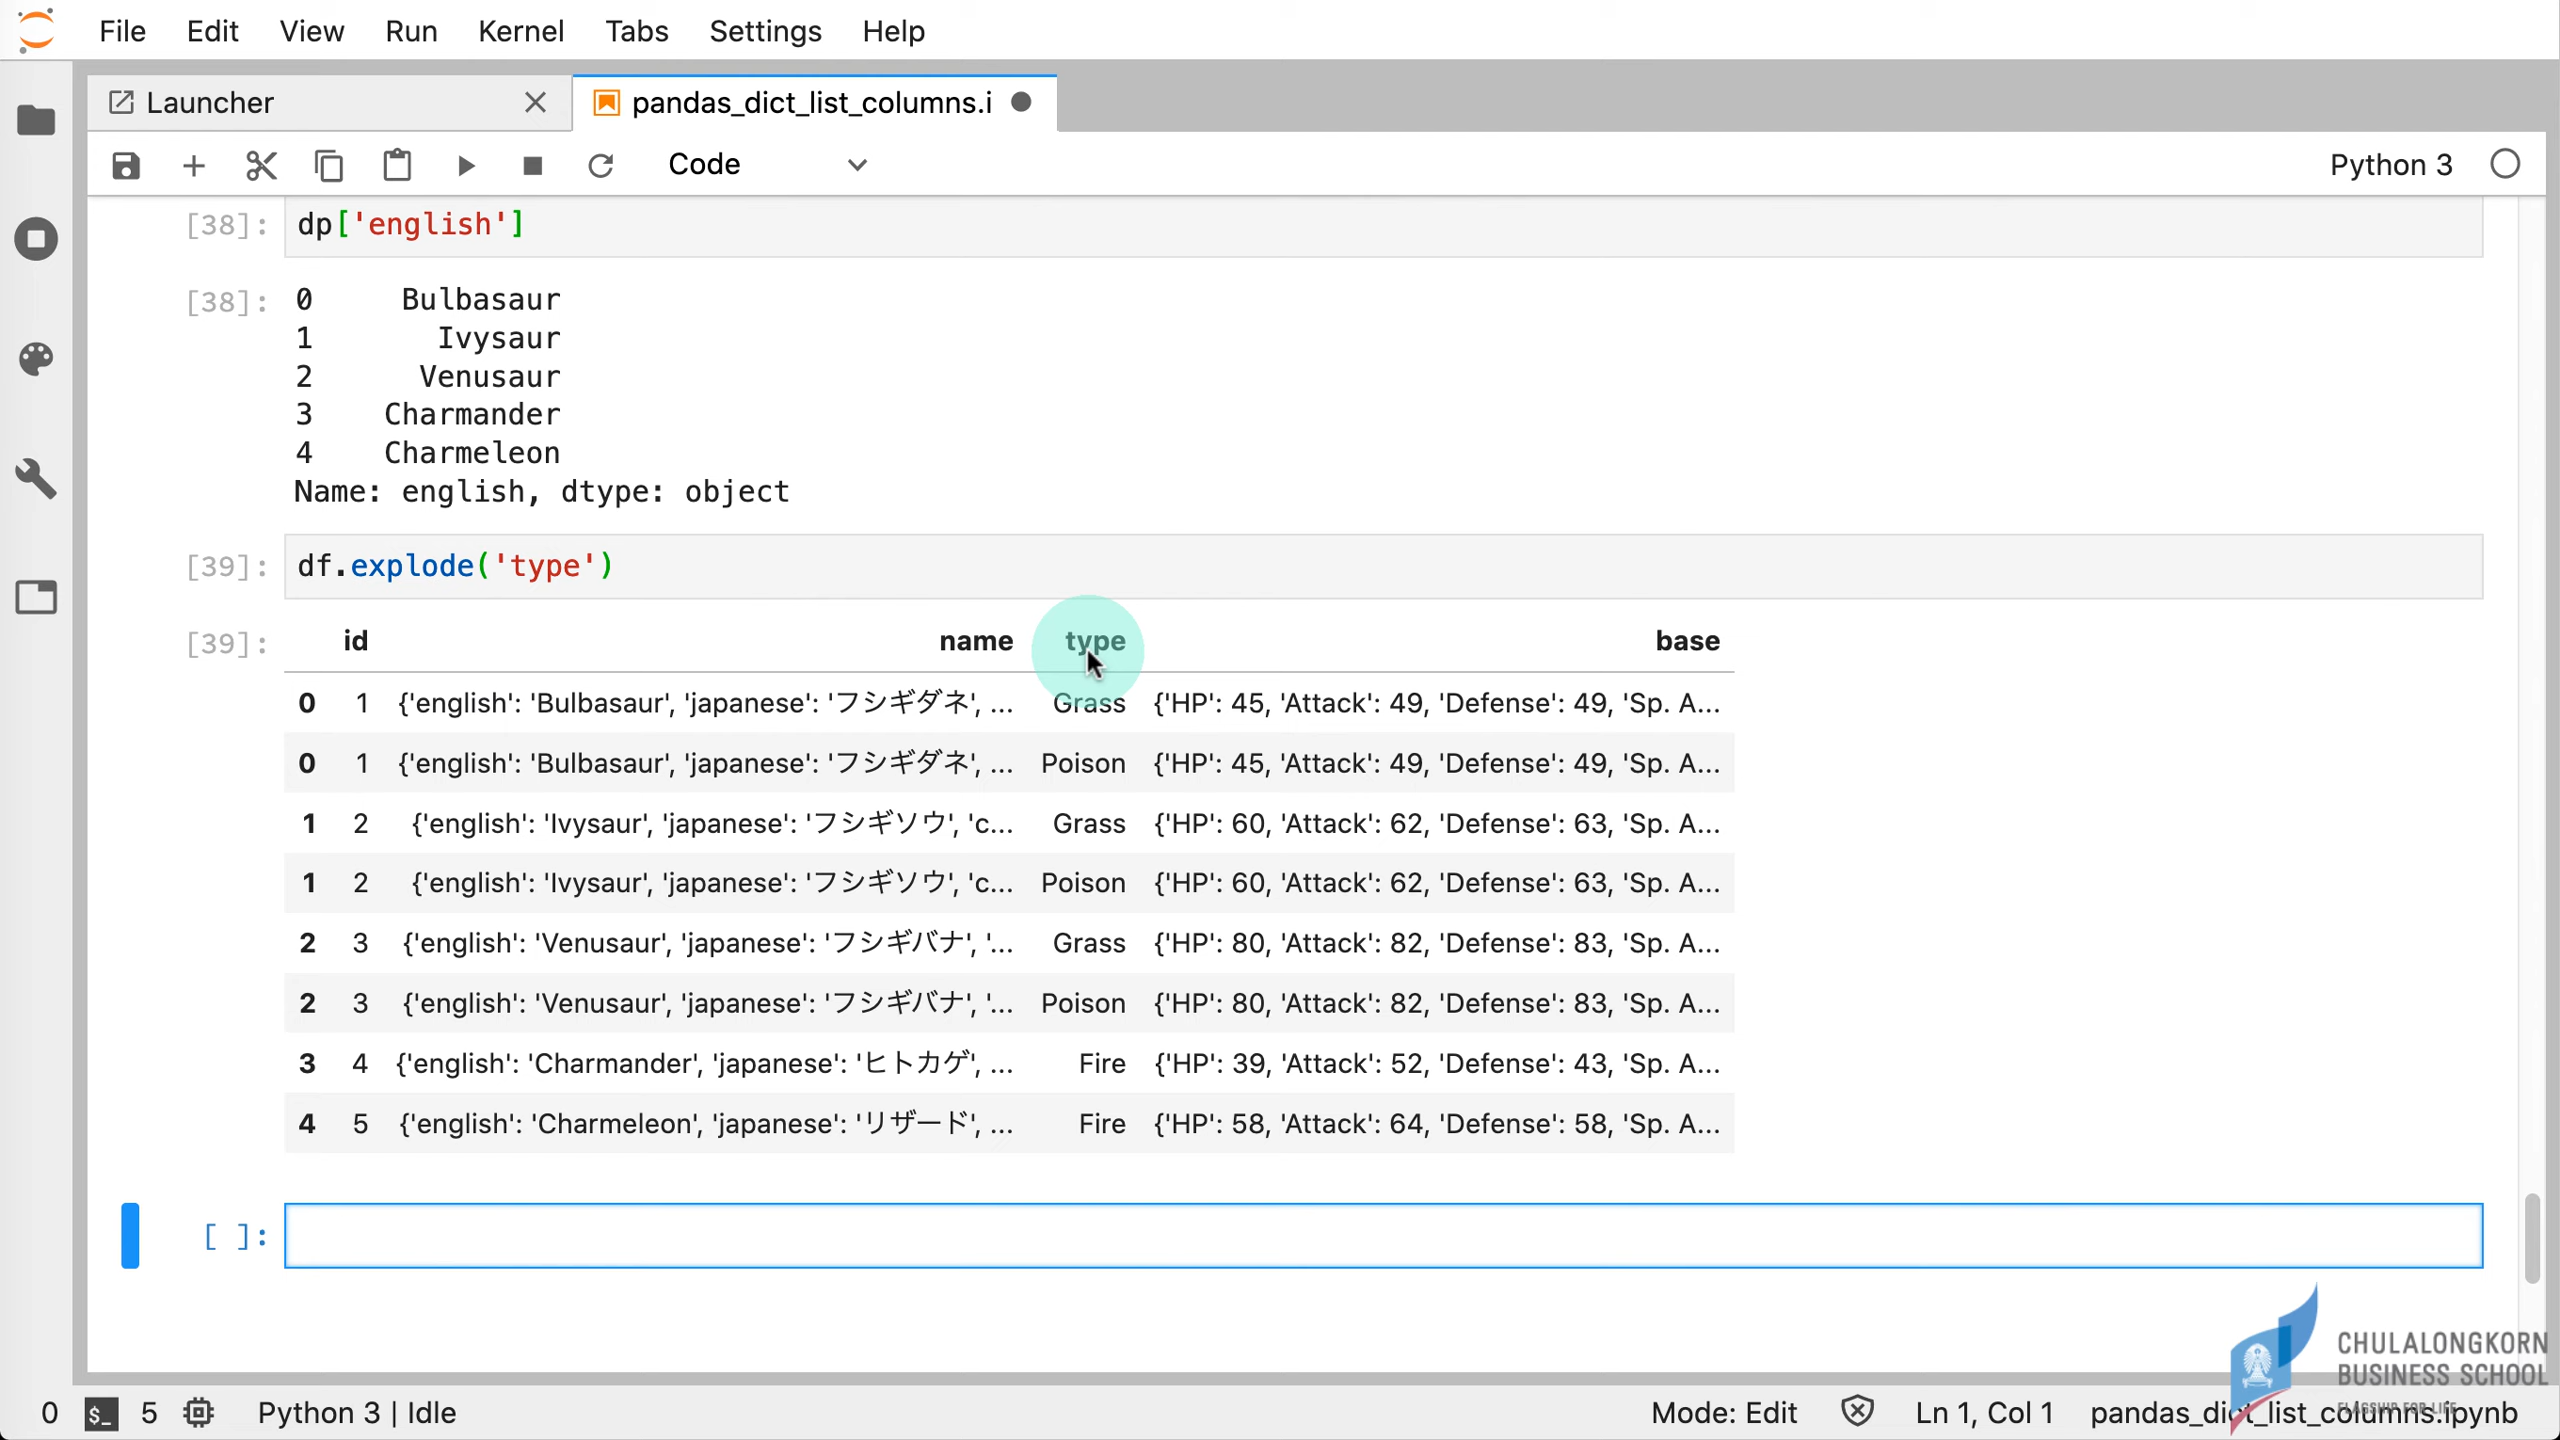 File Edit View Run Kernel Tabs Settings Help
Launcher pandas_dict_list_columns.i
Code Python 3
[38]: dp['english']
[38]: 0 Bulbasaur
1 Ivysaur
2 Venusaur
3 Charmander
4 Charmeleon
Name: english, dtype: object
[39]: df.explode('type')
[39]: id name type base
0 1 {'english': 'Bulbasaur', 'japanese': 'フシギダネ', ... Grass {'HP': 45, 'Attack': 49, 'Defense': 49, 'Sp. A...
0 1 {'english': 'Bulbasaur', 'japanese': 'フシギダネ', ... Poison {'HP': 45, 'Attack': 49, 'Defense': 49, 'Sp. A...
1 2 {'english': 'Ivysaur', 'japanese': 'フシギソウ', 'c... Grass {'HP': 60, 'Attack': 62, 'Defense': 63, 'Sp. A...
1 2 {'english': 'Ivysaur', 'japanese': 'フシギソウ', 'c... Poison {'HP': 60, 'Attack': 62, 'Defense': 63, 'Sp. A...
2 3 {'english': 'Venusaur', 'japanese': 'フシギバナ', '... Grass {'HP': 80, 'Attack': 82, 'Defense': 83, 'Sp. A...
2 3 {'english': 'Venusaur', 'japanese': 'フシギバナ', '... Poison {'HP': 80, 'Attack': 82, 'Defense': 83, 'Sp. A...
3 4 {'english': 'Charmander', 'japanese': 'ヒトカゲ', ... Fire {'HP': 39, 'Attack': 52, 'Defense': 43, 'Sp. A...
4 5 {'english': 'Charmeleon', 'japanese': 'リザード', ... Fire {'HP': 58, 'Attack': 64, 'Defense': 58, 'Sp. A...
[ ]:
CHULALONGKORN
BUSINESS SCHOOL
FLAGSHIP FOR LIFE
0 $_ 5 Python 3 | Idle Mode: Edit Ln 1, Col 1 pandas_dict_list_columns.ipynb